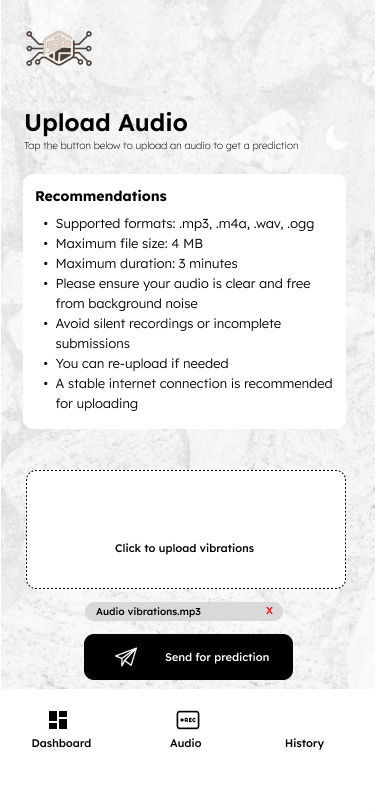 Upload Audio
Tap the button below to upload an audio to get a prediction
Recommendations
• Supported formats: .mp3, .m4a, .wav, .ogg
• Maximum file size: 4 MB
• Maximum duration: 3 minutes
• Please ensure your audio is clear and free
from background noise
• Avoid silent recordings or incomplete
submissions
• You can re-upload if needed
• A stable internet connection is recommended
for uploading
Click to upload vibrations
Audio vibrations.mp3 X
Send for prediction
REC
Dashboard Audio History